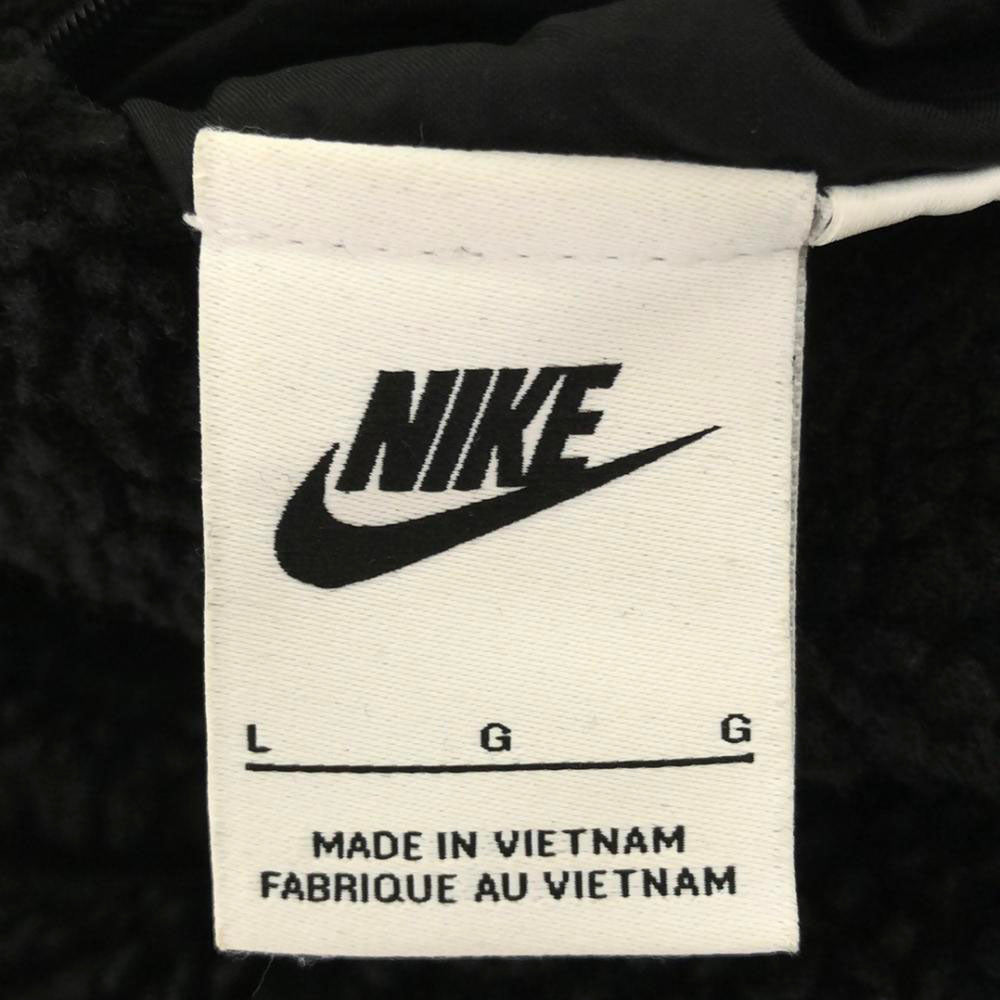 NIKE
L G G
MADE IN VIETNAM
FABRIQUE AU VIETNAM